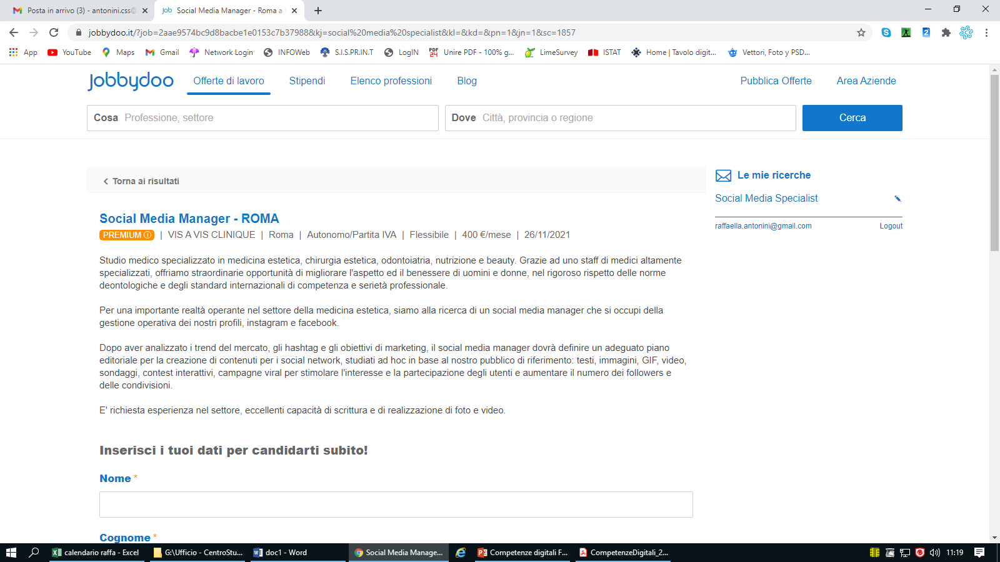 Posta in arrivo (3) - antonini.css@
Social Media Manager - Roma a
jobbydoo.it/?job=2aae9574bc9d8bacbe1e0153c7b37988&kj=social%20media%20specialist&kl=&kd=&pn=1&jn=1&sc=1857
App YouTube Maps Gmail Network Login INFOWeb S.I.S.PR.IN.T LogIN Unire PDF - 100% g... LimeSurvey ISTAT Home | Tavolo digit... Vettori, Foto y PSD...
jobbydoo Offerte di lavoro Stipendi Elenco professioni Blog Pubblica Offerte Area Aziende
Cosa Professione, settore Dove Città, provincia o regione Cerca
Torna ai risultati
Le mie ricerche
Social Media Specialist
raffaella.antonini@gmail.com Logout
Social Media Manager - ROMA
PREMIUM | VIS A VIS CLINIQUE | Roma | Autonomo/Partita IVA | Flessibile | 400 €/mese | 26/11/2021
Studio medico specializzato in medicina estetica, chirurgia estetica, odontoiatria, nutrizione e beauty. Grazie ad uno staff di medici altamente
specializzati, offriamo straordinarie opportunità di migliorare l'aspetto ed il benessere di uomini e donne, nel rigoroso rispetto delle norme
deontologiche e degli standard internazionali di competenza e serietà professionale.
Per una importante realtà operante nel settore della medicina estetica, siamo alla ricerca di un social media manager che si occupi della
gestione operativa dei nostri profili, instagram e facebook.
Dopo aver analizzato i trend del mercato, gli hashtag e gli obiettivi di marketing, il social media manager dovrà definire un adeguato piano
editoriale per la creazione di contenuti per i social network, studiati ad hoc in base al nostro pubblico di riferimento: testi, immagini, GIF, video,
sondaggi, contest interattivi, campagne viral per stimolare l'interesse e la partecipazione degli utenti e aumentare il numero dei followers e
delle condivisioni.
E' richiesta esperienza nel settore, eccellenti capacità di scrittura e di realizzazione di foto e video.
Inserisci i tuoi dati per candidarti subito!
Nome *
Cognome *
calendario raffa - Excel G:\Ufficio - CentroStu... doc1 - Word Social Media Manage... Competenze digitali F... CompetenzeDigitali_2... 11:19